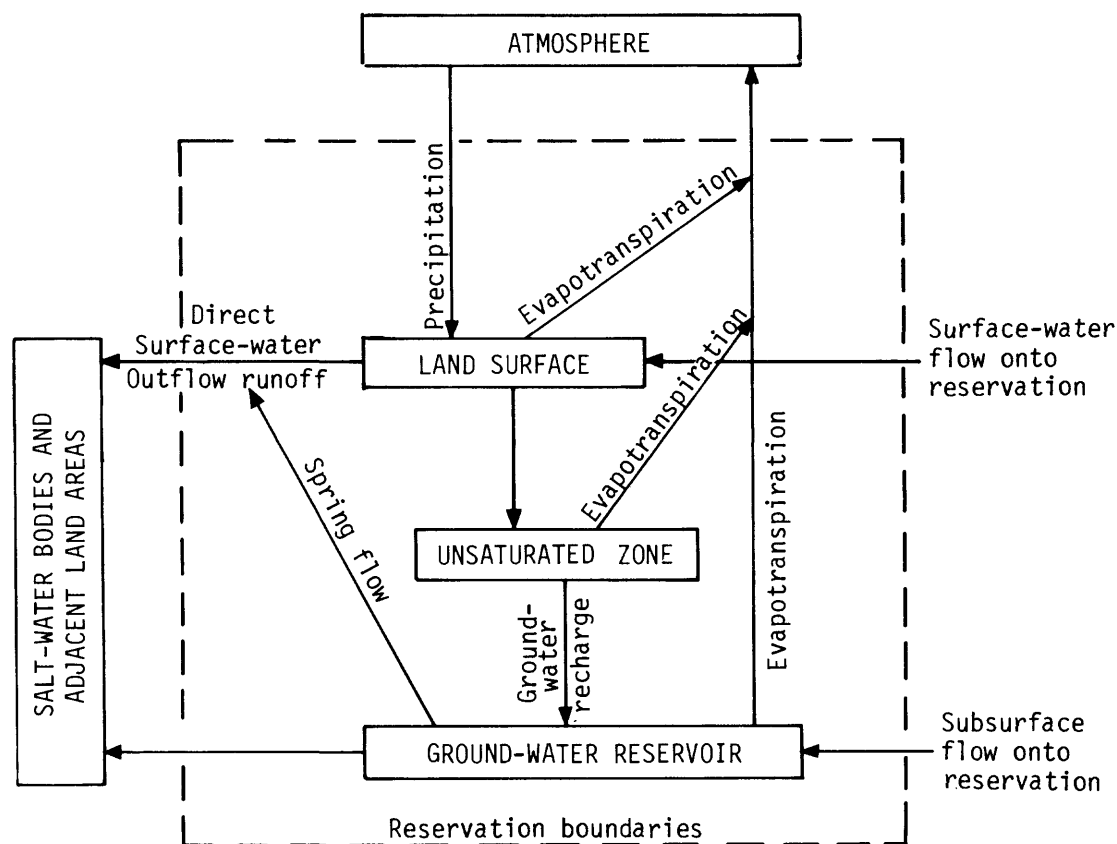 ATMOSPHERE
Precipitation
Evapotranspiration
Direct
Surface-water
Outflow runoff
LAND SURFACE
Surface-water
flow onto
reservation
Evapotranspiration
SALT-WATER BODIES AND
ADJACENT LAND AREAS
Spring flow
UNSATURATED ZONE
Evapotranspiration
Ground-
water
recharge
GROUND-WATER RESERVOIR
Subsurface
flow onto
reservation
Reservation boundaries